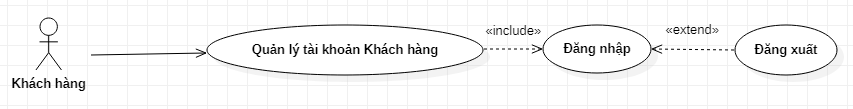 Khách hàng
Quản lý tài khoản Khách hàng
«include»
Đăng nhập
«extend»
Đăng xuất